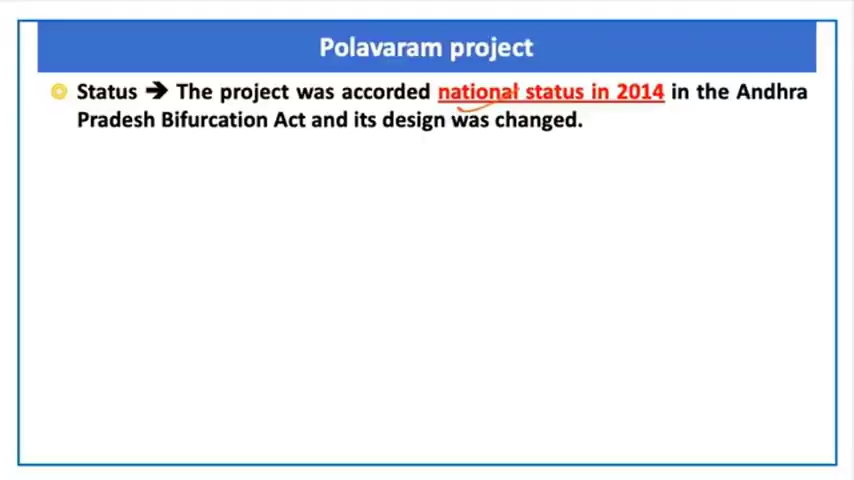 Polavaram project
Status ➔ The project was accorded national status in 2014 in the Andhra
Pradesh Bifurcation Act and its design was changed.